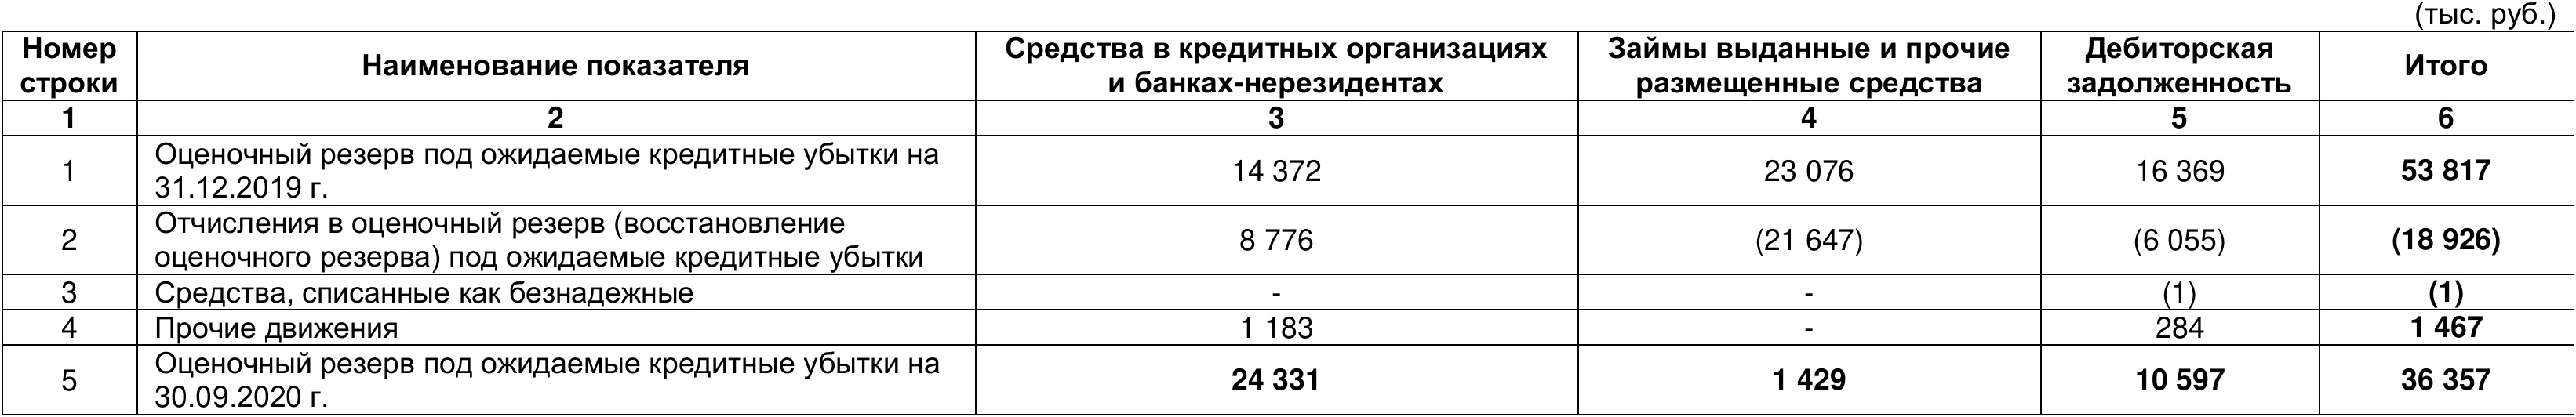 (тыс. руб.)
Номер строки Наименование показателя Средства в кредитных организациях и банках-нерезидентах Займы выданные и прочие размещенные средства Дебиторская задолженность Итого
1 2 3 4 5 6
1 Оценочный резерв под ожидаемые кредитные убытки на 31.12.2019 г. 14 372 23 076 16 369 53 817
2 Отчисления в оценочный резерв (восстановление оценочного резерва) под ожидаемые кредитные убытки 8 776 (21 647) (6 055) (18 926)
3 Средства, списанные как безнадежные - - (1) (1)
4 Прочие движения 1 183 - 284 1 467
5 Оценочный резерв под ожидаемые кредитные убытки на 30.09.2020 г. 24 331 1 429 10 597 36 357